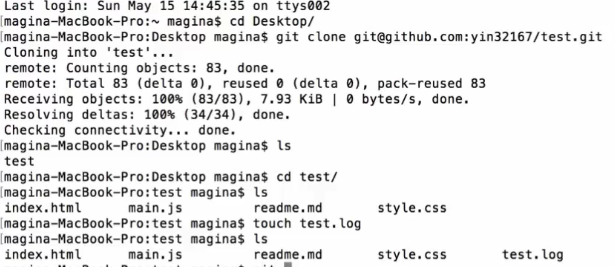 Last login: Sun May 15 14:45:35 on ttys002
magina-MacBook-Pro:~ magina$ cd Desktop/
[magina-MacBook-Pro:Desktop magina$ git clone git@github.com:yin32167/test.git
Cloning into 'test'...
remote: Counting objects: 83, done.
remote: Total 83 (delta 0), reused 0 (delta 0), pack-reused 83
Receiving objects: 100% (83/83), 7.93 KiB | 0 bytes/s, done.
Resolving deltas: 100% (34/34), done.
Checking connectivity... done.
[magina-MacBook-Pro:Desktop magina$ ls
test
[magina-MacBook-Pro:Desktop magina$ cd test/
[magina-MacBook-Pro:test magina$ ls
index.html main.js readme.md style.css
[magina-MacBook-Pro:test magina$ touch test.log
[magina-MacBook-Pro:test magina$ ls
index.html main.js readme.md style.css test.log
magina-MacBook-Pro:test magina$